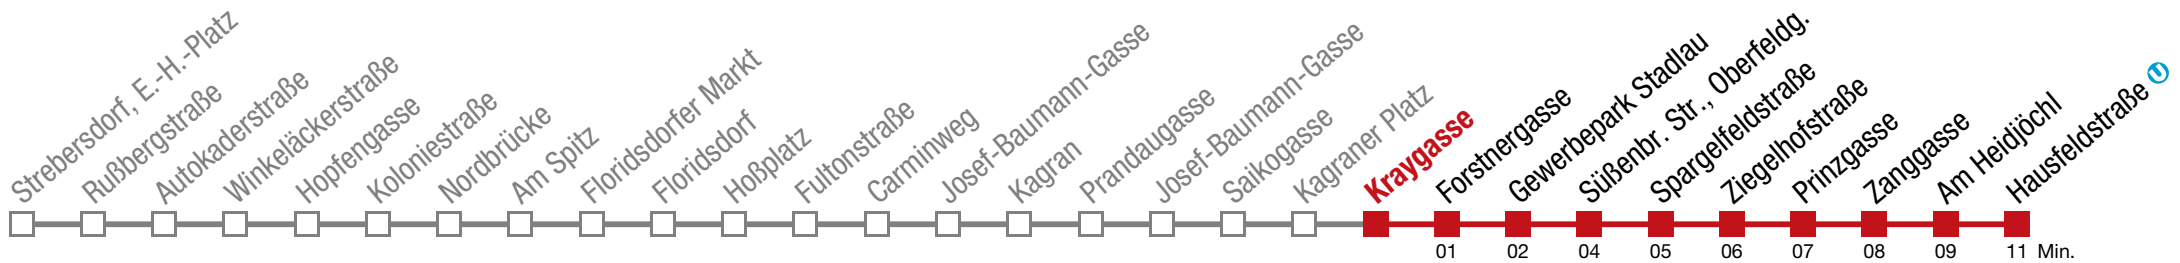 Strebersdorf, E.-H.-Platz
Rußbergstraße
Autokaderstraße
Winkeläckerstraße
Hopfengasse
Koloniestraße
Nordbrücke
Am Spitz
Floridsdorfer Markt
Floridsdorf
Hoßplatz
Fultonstraße
Carminweg
Josef-Baumann-Gasse
Kagran
Prandaugasse
Josef-Baumann-Gasse
Saikogasse
Kagraner Platz
Kraygasse
Forstnergasse
Gewerbepark Stadlau
Süßenbr. Str., Oberfeldg.
Spargelfeldstraße
Ziegelhofstraße
Prinzgasse
Zanggasse
Am Heidjöchl
Hausfeldstraße U
01 02 04 05 06 07 08 09 11 Min.